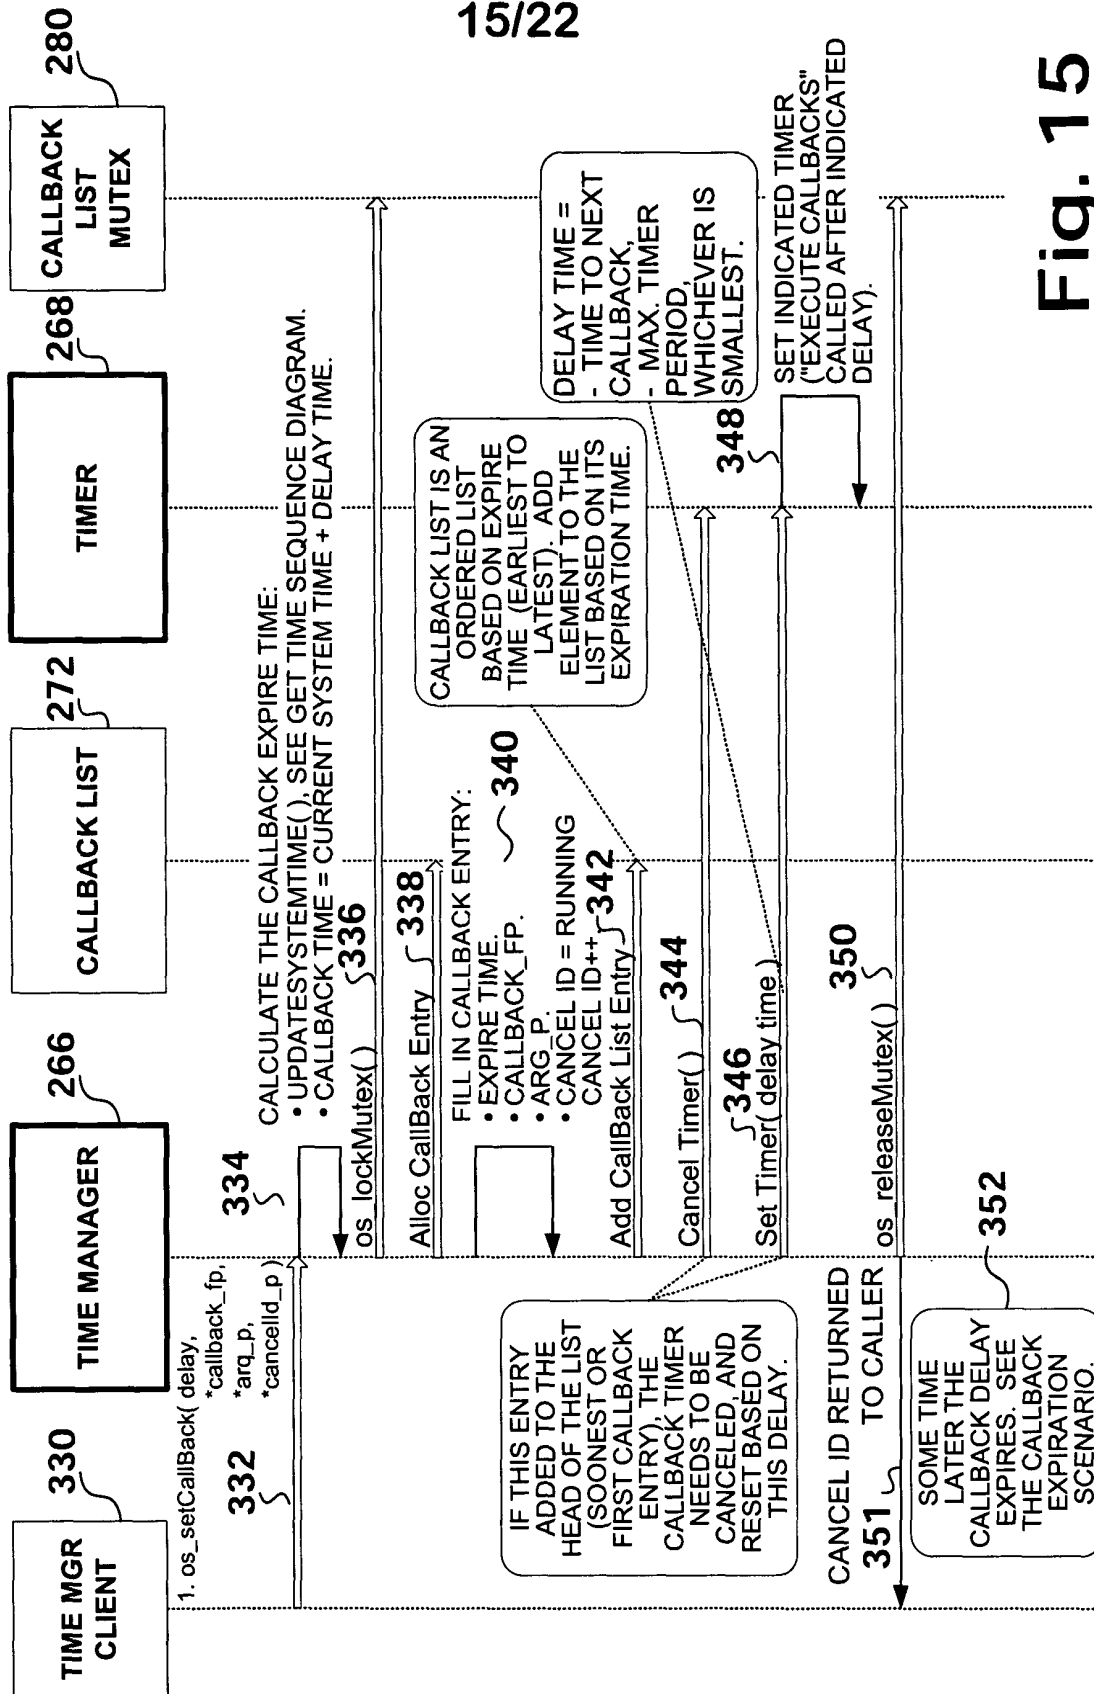 15/22
TIME MGR
CLIENT
330
TIME MANAGER
266
CALLBACK LIST
272
TIMER
268
CALLBACK
LIST
MUTEX
280
1. os_setCallBack( delay,
*callback_fp,
*arg_p,
*cancelId_p )
332
334
CALCULATE THE CALLBACK EXPIRE TIME:
• UPDATESYSTEMTIME( ), SEE GET TIME SEQUENCE DIAGRAM.
• CALLBACK TIME = CURRENT SYSTEM TIME + DELAY TIME.
os_lockMutex( )
336
Alloc CallBack Entry
338
FILL IN CALLBACK ENTRY:
• EXPIRE TIME.
• CALLBACK_FP.
• ARG_P.
• CANCEL ID = RUNNING
CANCEL ID++
340
CALLBACK LIST IS AN
ORDERED LIST
BASED ON EXPIRE
TIME (EARLIEST TO
LATEST). ADD
ELEMENT TO THE
LIST BASED ON ITS
EXPIRATION TIME.
Add CallBack List Entry
342
IF THIS ENTRY
ADDED TO THE
HEAD OF THE LIST
(SOONEST OR
FIRST CALLBACK
ENTRY), THE
CALLBACK TIMER
NEEDS TO BE
CANCELED, AND
RESET BASED ON
THIS DELAY.
Cancel Timer( )
344
346
Set Timer( delay time )
DELAY TIME =
- TIME TO NEXT
CALLBACK,
- MAX. TIMER
PERIOD,
WHICHEVER IS
SMALLEST.
348
SET INDICATED TIMER
("EXECUTE CALLBACKS"
CALLED AFTER INDICATED
DELAY).
os_releaseMutex( )
350
CANCEL ID RETURNED
TO CALLER
351
SOME TIME
LATER THE
CALLBACK DELAY
EXPIRES. SEE
THE CALLBACK
EXPIRATION
SCENARIO.
352
Fig. 15